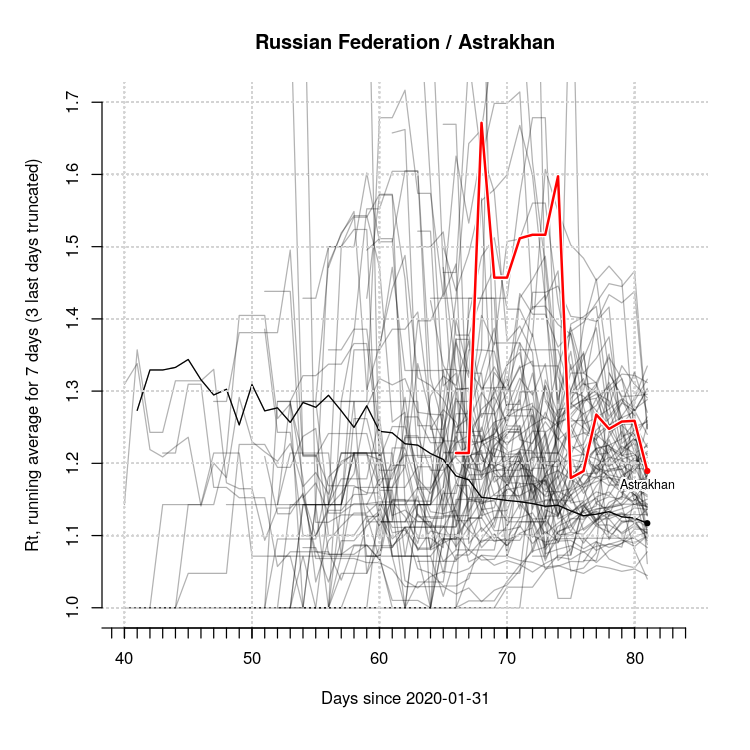 Russian Federation / Astrakhan
Rt, running average for 7 days (3 last days truncated)
1.7
1.6
1.5
1.4
1.3
1.2
1.1
1.0
Astrakhan
40 50 60 70 80
Days since 2020-01-31